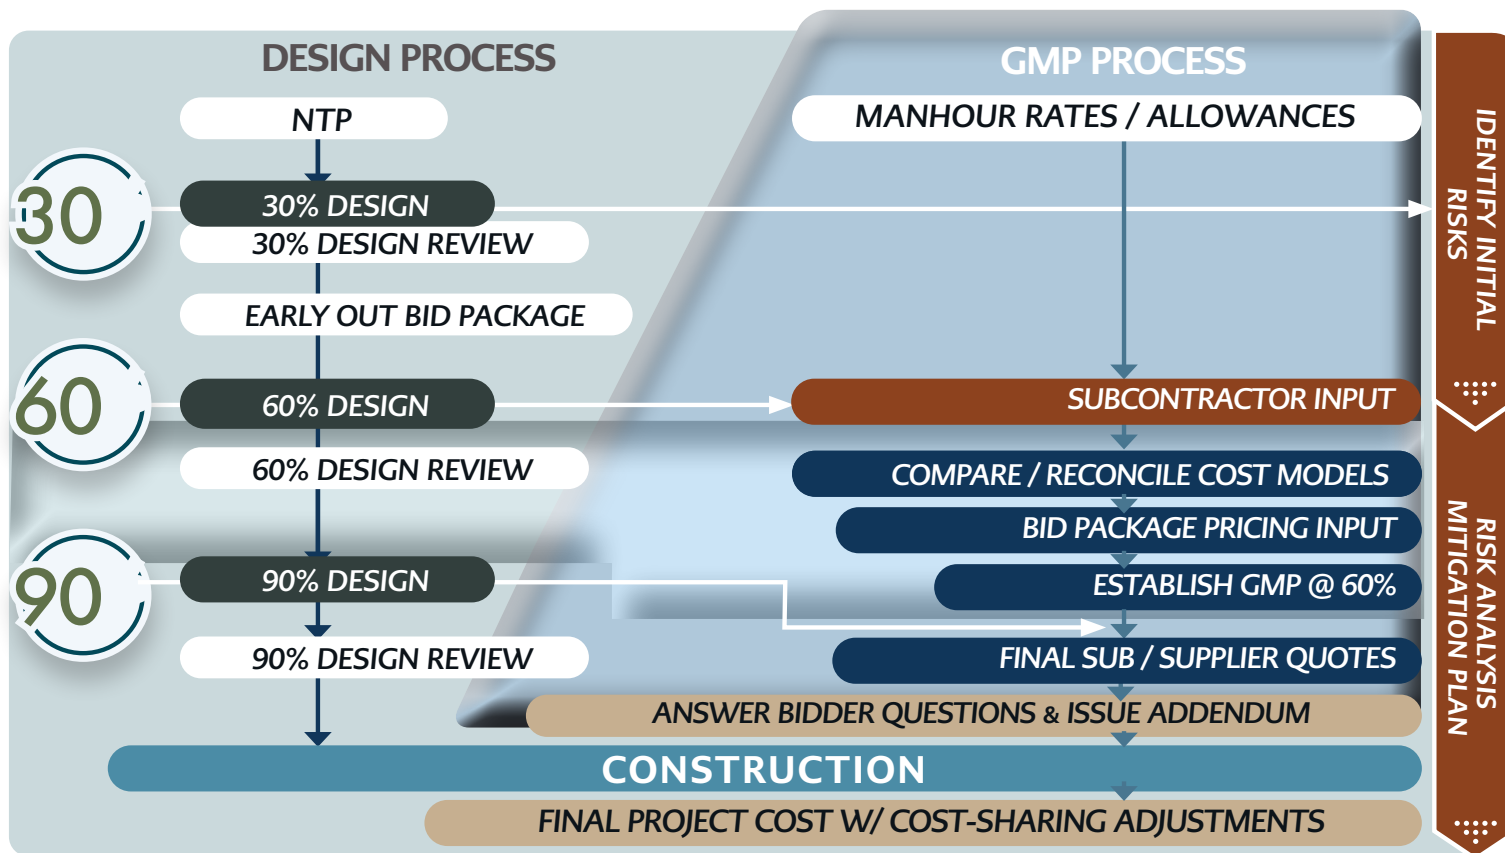 DESIGN PROCESS
NTP
30
30% DESIGN
30% DESIGN REVIEW
EARLY OUT BID PACKAGE
60
60% DESIGN
60% DESIGN REVIEW
90
90% DESIGN
90% DESIGN REVIEW
GMP PROCESS
MANHOUR RATES / ALLOWANCES
SUBCONTRACTOR INPUT
COMPARE / RECONCILE COST MODELS
BID PACKAGE PRICING INPUT
ESTABLISH GMP @ 60%
FINAL SUB / SUPPLIER QUOTES
ANSWER BIDDER QUESTIONS & ISSUE ADDENDUM
CONSTRUCTION
FINAL PROJECT COST W/ COST-SHARING ADJUSTMENTS
IDENTIFY INITIAL
RISKS
RISK ANALYSIS
MITIGATION PLAN